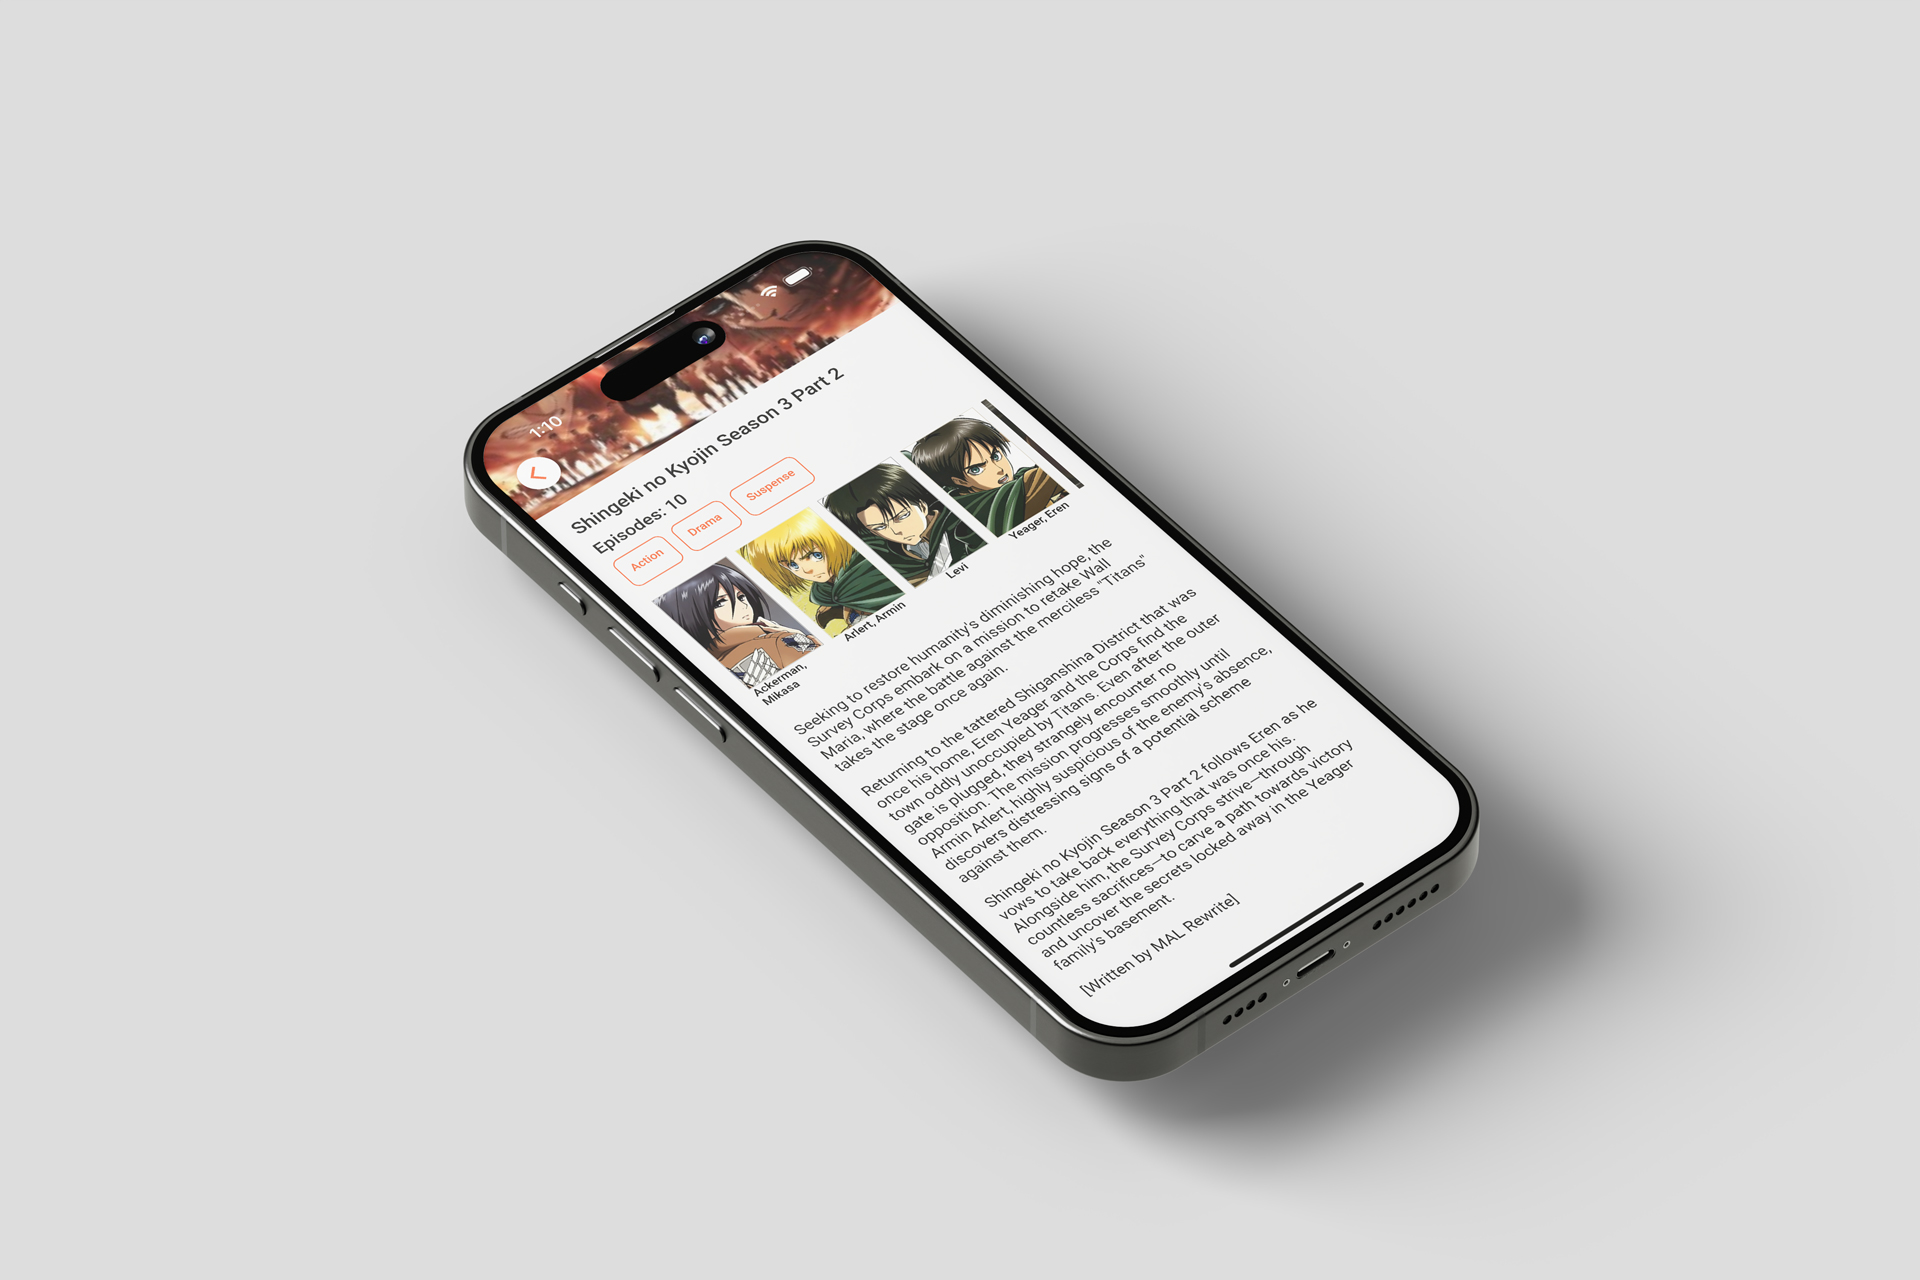 1:10
Shingeki no Kyojin Season 3 Part 2
Episodes: 10
Action
Drama
Suspense
Ackerman,
Mikasa
Arlert, Armin
Levi
Yeager, Eren
Seeking to restore humanity's diminishing hope, the
Survey Corps embark on a mission to retake Wall
Maria, where the battle against the merciless "Titans"
takes the stage once again.
Returning to the tattered Shiganshina District that was
once his home, Eren Yeager and the Corps find the
town oddly unoccupied by Titans. Even after the outer
gate is plugged, they strangely encounter no
opposition. The mission progresses smoothly until
Armin Arlert, highly suspicious of the enemy's absence,
discovers distressing signs of a potential scheme
against them.
Shingeki no Kyojin Season 3 Part 2 follows Eren as he
vows to take back everything that was once his.
Alongside him, the Survey Corps strive—through
countless sacrifices—to carve a path towards victory
and uncover the secrets locked away in the Yeager
family's basement.
[Written by MAL Rewrite]